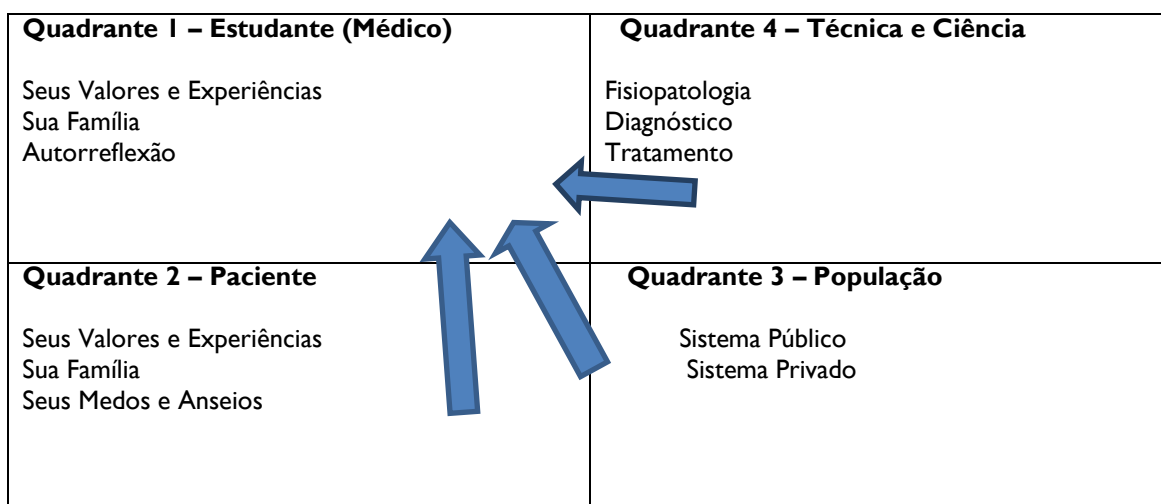 Quadrante 1 – Estudante (Médico)
Seus Valores e Experiências
Sua Família
Autorreflexão
Quadrante 4 – Técnica e Ciência
Fisiopatologia
Diagnóstico
Tratamento
Quadrante 2 – Paciente
Seus Valores e Experiências
Sua Família
Seus Medos e Anseios
Quadrante 3 – População
Sistema Público
Sistema Privado